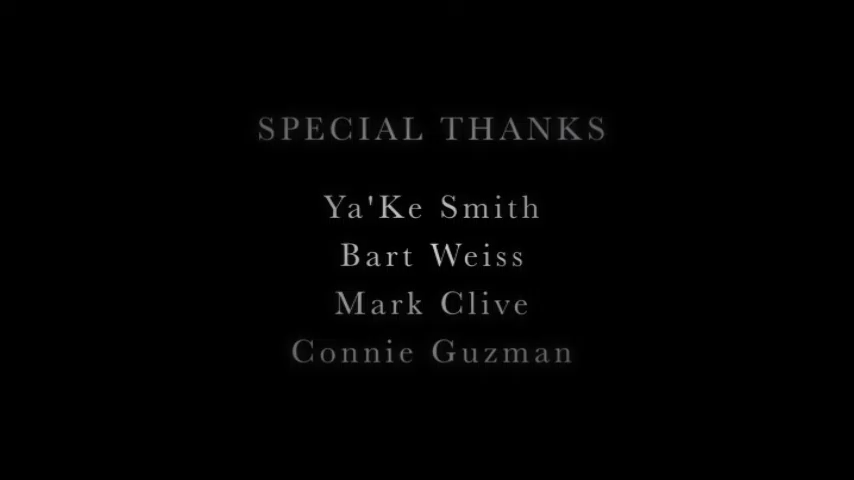 SPECIAL THANKS
Ya'Ke Smith
Bart Weiss
Mark Clive
Connie Guzman